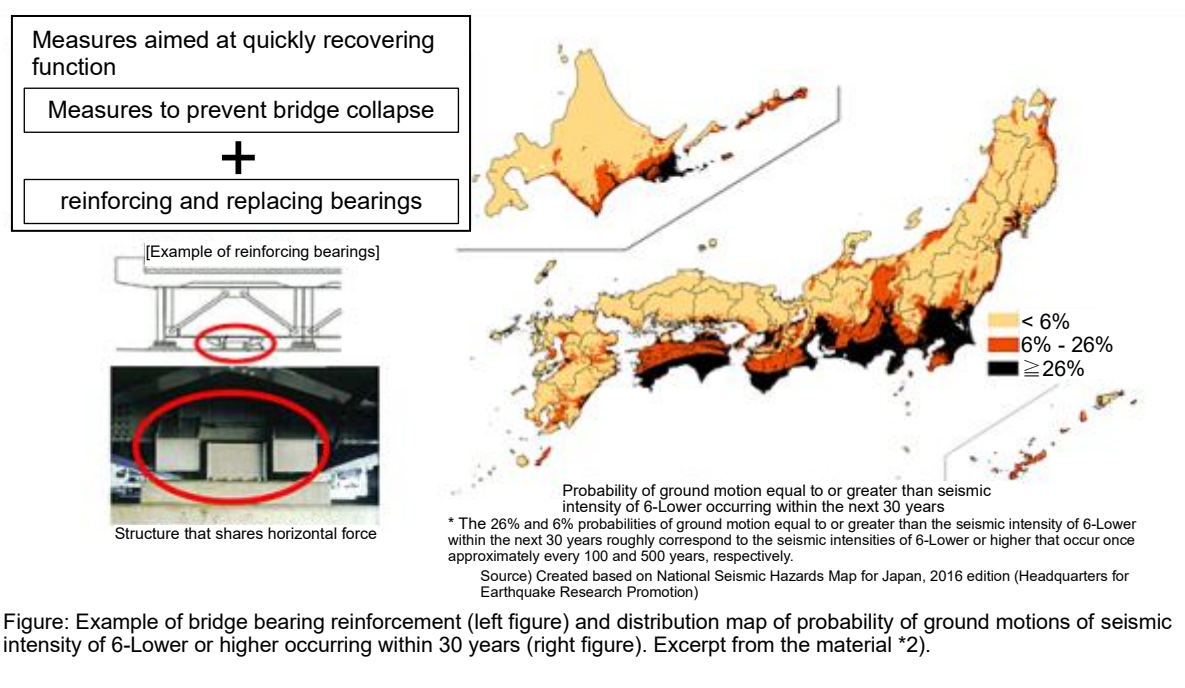 Measures aimed at quickly recovering
function
Measures to prevent bridge collapse
+
reinforcing and replacing bearings
[Example of reinforcing bearings]
Structure that shares horizontal force
< 6%
6% - 26%
≧26%
Probability of ground motion equal to or greater than seismic
intensity of 6-Lower occurring within the next 30 years
* The 26% and 6% probabilities of ground motion equal to or greater than the seismic intensity of 6-Lower
within the next 30 years roughly correspond to the seismic intensities of 6-Lower or higher that occur once
approximately every 100 and 500 years, respectively.
Source) Created based on National Seismic Hazards Map for Japan, 2016 edition (Headquarters for
Earthquake Research Promotion)
Figure: Example of bridge bearing reinforcement (left figure) and distribution map of probability of ground motions of seismic
intensity of 6-Lower or higher occurring within 30 years (right figure). Excerpt from the material *2).